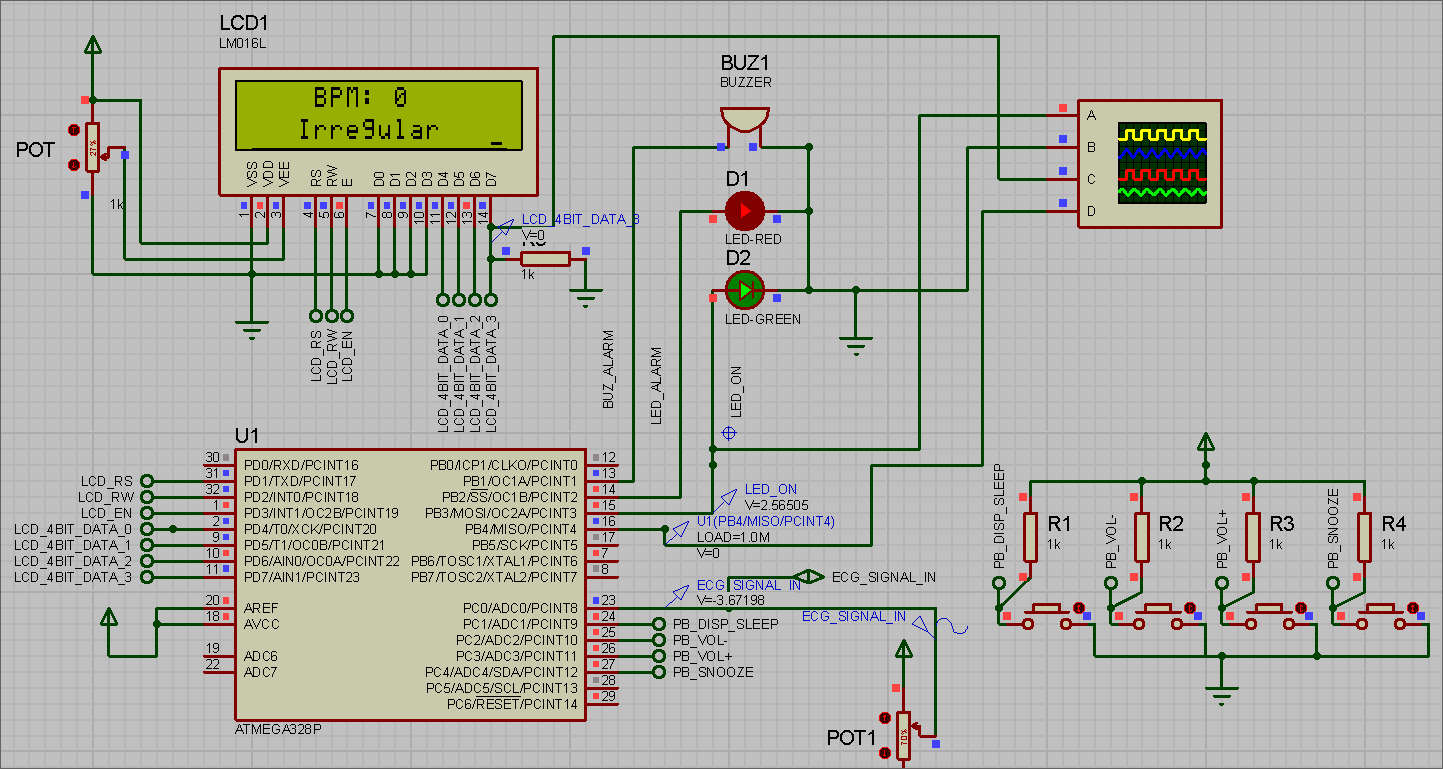 LCD1
LM016L
BPM: 0
Irregular
VSS
VDD
VEE
RS
RW
E
D0
D1
D2
D3
D4
D5
D6
D7
1
2
3
4
5
6
7
8
9
10
11
12
13
14
POT
27%
1k
LCD_4BIT_DATA_3
V=0
1k
LCD_RS
LCD_RW
LCD_EN
LCD_4BIT_DATA_0
LCD_4BIT_DATA_1
LCD_4BIT_DATA_2
LCD_4BIT_DATA_3
BUZ1
BUZZER
D1
LED-RED
D2
LED-GREEN
BUZ_ALARM
LED_ALARM
LED_ON
A
B
C
D
U1
ATMEGA328P
LCD_RS
LCD_RW
LCD_EN
LCD_4BIT_DATA_0
LCD_4BIT_DATA_1
LCD_4BIT_DATA_2
LCD_4BIT_DATA_3
30 PD0/RXD/PCINT16
31 PD1/TXD/PCINT17
32 PD2/INT0/PCINT18
1 PD3/INT1/OC2B/PCINT19
2 PD4/T0/XCK/PCINT20
9 PD5/T1/OC0B/PCINT21
10 PD6/AIN0/OC0A/PCINT22
11 PD7/AIN1/PCINT23
20 AREF
18 AVCC
19 ADC6
22 ADC7
PB0/ICP1/CLKO/PCINT0 12
PB1/OC1A/PCINT1 13
PB2/SS/OC1B/PCINT2 14
PB3/MOSI/OC2A/PCINT3 15
PB4/MISO/PCINT4 16
PB5/SCK/PCINT5 17
PB6/TOSC1/XTAL1/PCINT6 7
PB7/TOSC2/XTAL2/PCINT7 8
PC0/ADC0/PCINT8 23
PC1/ADC1/PCINT9 24
PC2/ADC2/PCINT10 25
PC3/ADC3/PCINT11 26
PC4/ADC4/SDA/PCINT12 27
PC5/ADC5/SCL/PCINT13 28
PC6/RESET/PCINT14 29
LED_ON
V=2.56505
U1(PB4/MISO/PCINT4)
LOAD=1.0M
V=0
ECG_SIGNAL_IN
V=-3.67198
ECG_SIGNAL_IN
ECG_SIGNAL_IN
PB_DISP_SLEEP
PB_VOL-
PB_VOL+
PB_SNOOZE
POT1
70%
PB_DISP_SLEEP
R1
1k
PB_VOL-
R2
1k
PB_VOL+
R3
1k
PB_SNOOZE
R4
1k